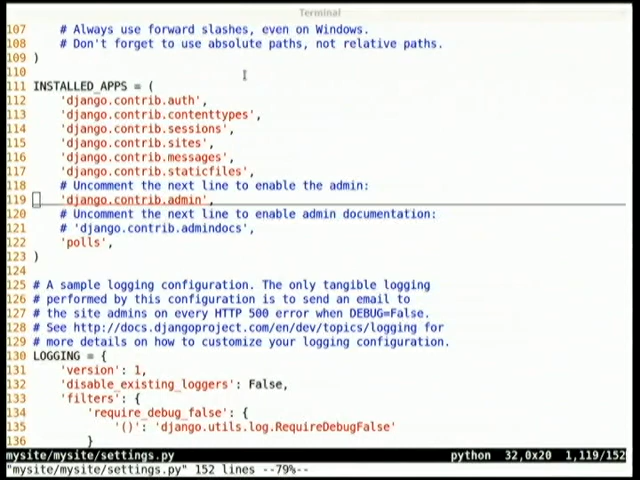 Terminal
107     # Always use forward slashes, even on Windows.
108     # Don't forget to use absolute paths, not relative paths.
109 )
110
111 INSTALLED_APPS = (
112     'django.contrib.auth',
113     'django.contrib.contenttypes',
114     'django.contrib.sessions',
115     'django.contrib.sites',
116     'django.contrib.messages',
117     'django.contrib.staticfiles',
118     # Uncomment the next line to enable the admin:
119     'django.contrib.admin',
120     # Uncomment the next line to enable admin documentation:
121     # 'django.contrib.admindocs',
122     'polls',
123 )
124
125 # A sample logging configuration. The only tangible logging
126 # performed by this configuration is to send an email to
127 # the site admins on every HTTP 500 error when DEBUG=False.
128 # See http://docs.djangoproject.com/en/dev/topics/logging for
129 # more details on how to customize your logging configuration.
130 LOGGING = {
131     'version': 1,
132     'disable_existing_loggers': False,
133     'filters': {
134         'require_debug_false': {
135             '()': 'django.utils.log.RequireDebugFalse'
136         }
mysite/mysite/settings.py python 32,0x20 1,119/152
"mysite/mysite/settings.py" 152 lines --79%--